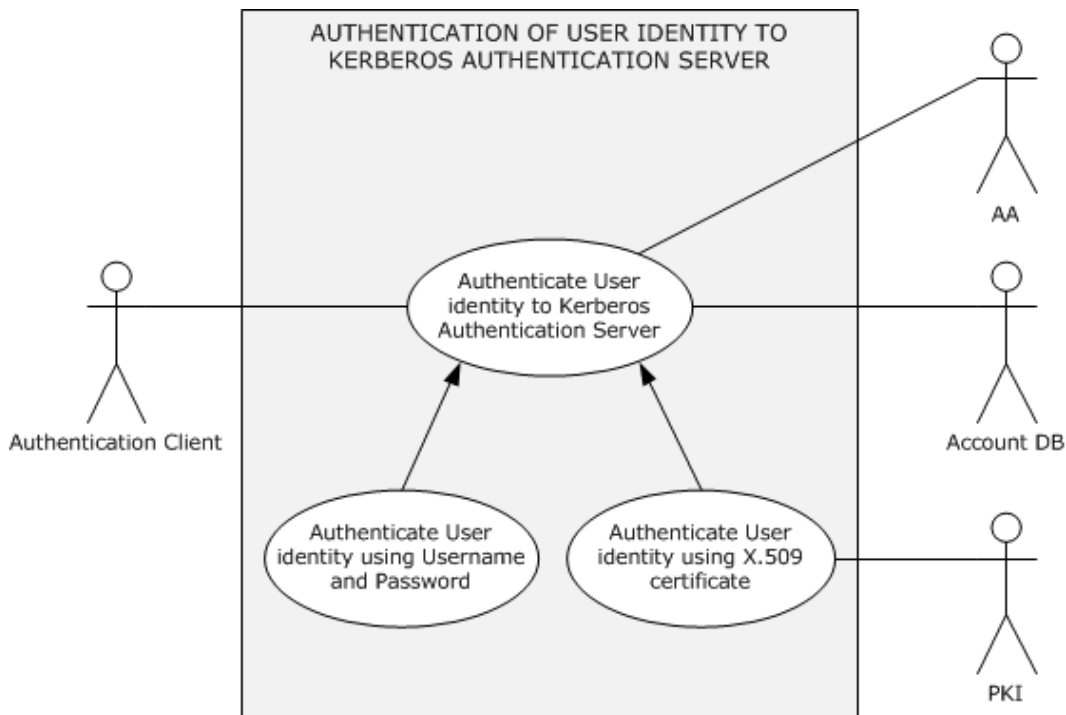 AUTHENTICATION OF USER IDENTITY TO
KERBEROS AUTHENTICATION SERVER
AA
Authenticate User
identity to Kerberos
Authentication Server
Authentication Client
Account DB
Authenticate User
identity using Username
and Password
Authenticate User
identity using X.509
certificate
PKI